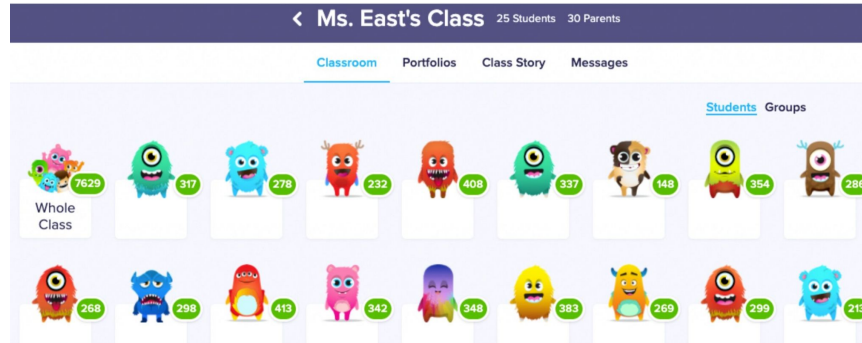 Ms. East's Class 25 Students 30 Parents
Classroom Portfolios Class Story Messages
Students Groups
7629 317 278 232 408 337 148 354
Whole
Class
268 298 413 342 348 383 269 299